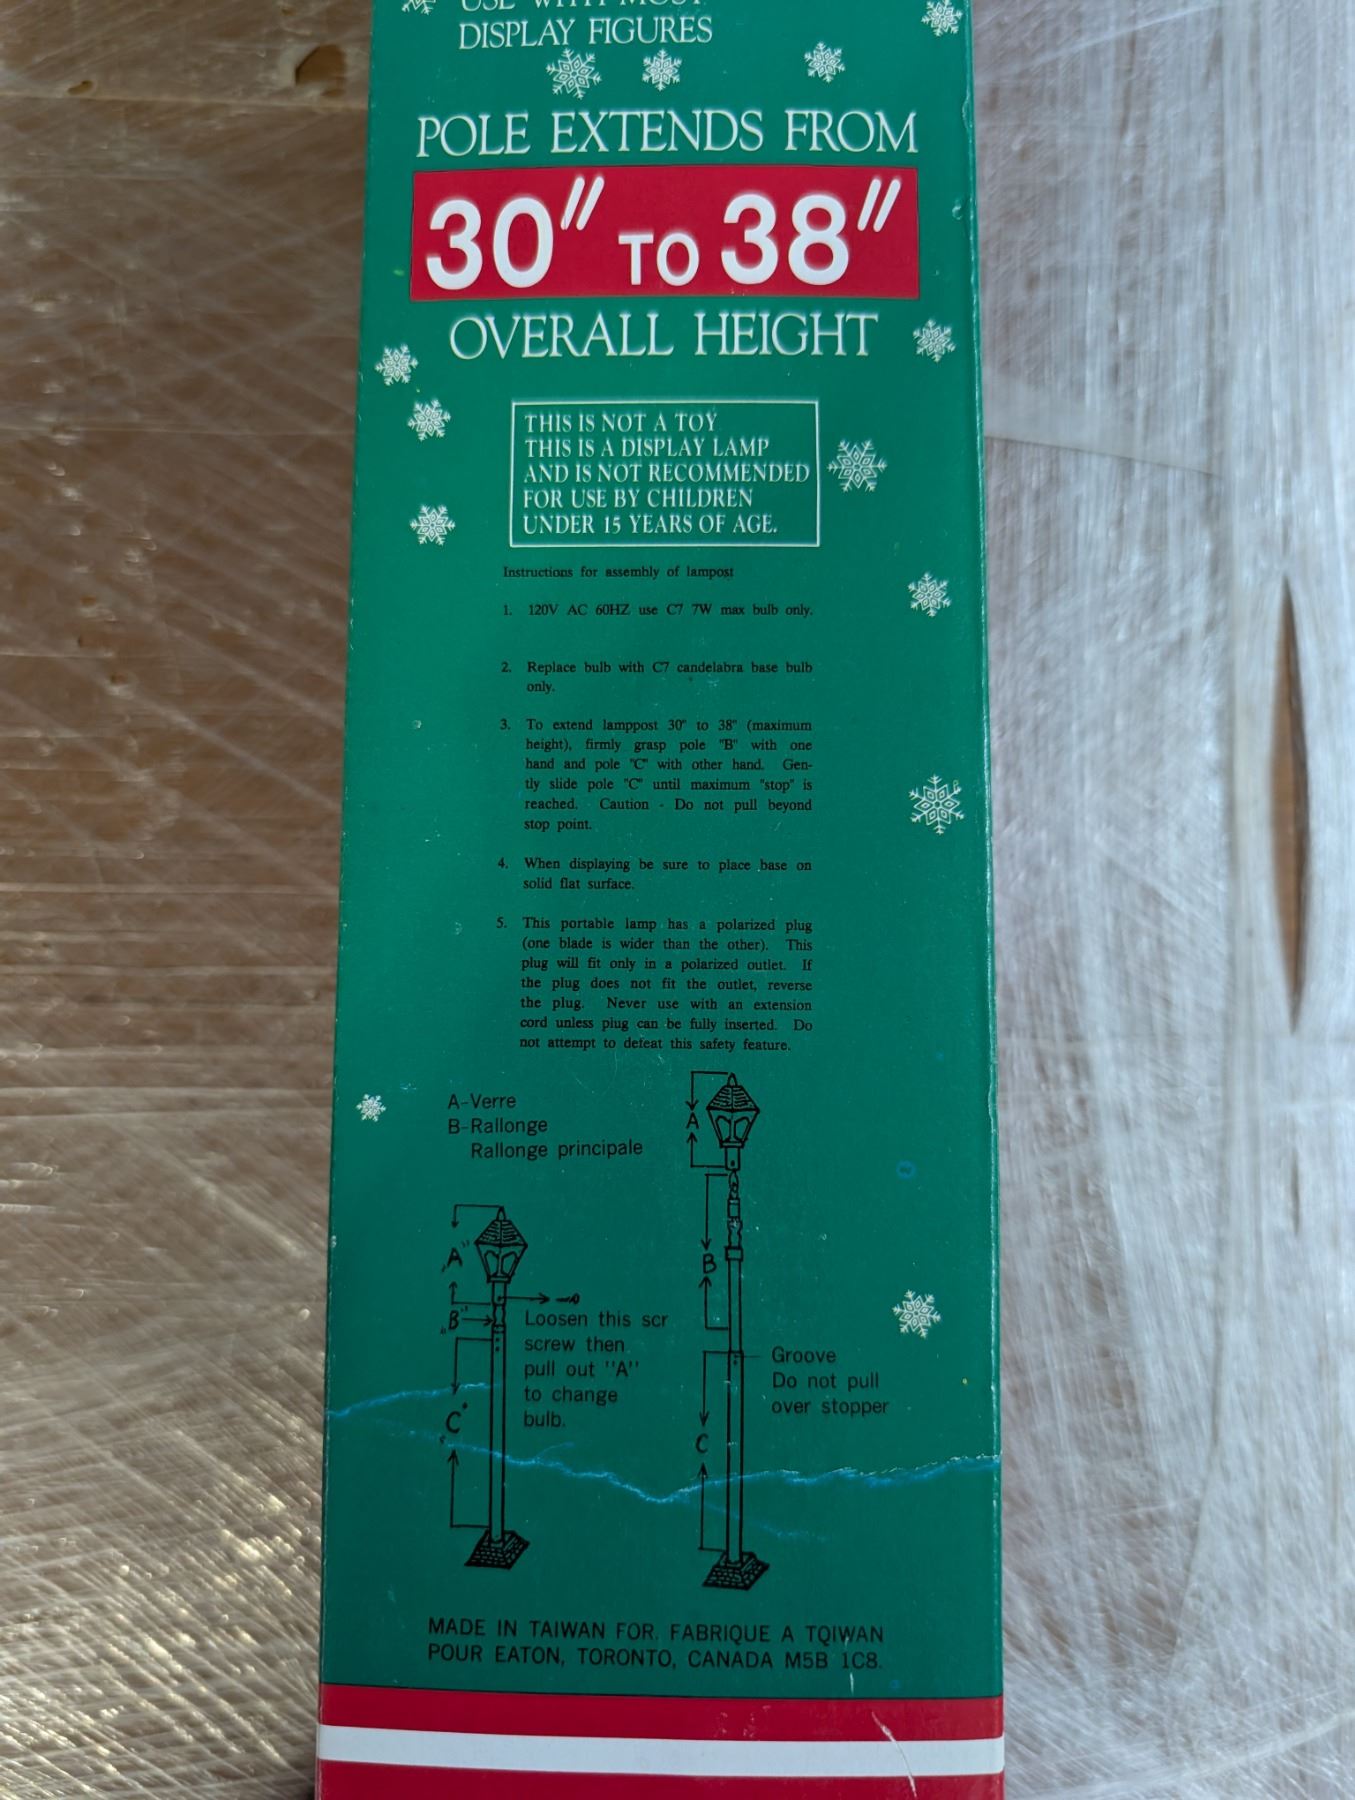 USE WITH MOST
DISPLAY FIGURES
POLE EXTENDS FROM
30" TO 38"
OVERALL HEIGHT
THIS IS NOT A TOY
THIS IS A DISPLAY LAMP
AND IS NOT RECOMMENDED
FOR USE BY CHILDREN
UNDER 15 YEARS OF AGE.
Instructions for assembly of lampost
1. 120V AC 60HZ use C7 7W max bulb only.
2. Replace bulb with C7 candelabra base bulb
only.
3. To extend lamppost 30" to 38" (maximum
height), firmly grasp pole "B" with one
hand and pole "C" with other hand. Gen-
tly slide pole "C" until maximum "stop" is
reached. Caution - Do not pull beyond
stop point.
4. When displaying be sure to place base on
solid flat surface.
5. This portable lamp has a polarized plug
(one blade is wider than the other). This
plug will fit only in a polarized outlet. If
the plug does not fit the outlet, reverse
the plug. Never use with an extension
cord unless plug can be fully inserted. Do
not attempt to defeat this safety feature.
A-Verre
B-Rallonge
Rallonge principale
A
B
C
"A"
"B"
"C"
Loosen this scr
screw then
pull out "A"
to change
bulb.
Groove
Do not pull
over stopper
MADE IN TAIWAN FOR. FABRIQUE A TQIWAN
POUR EATON, TORONTO, CANADA M5B 1C8.